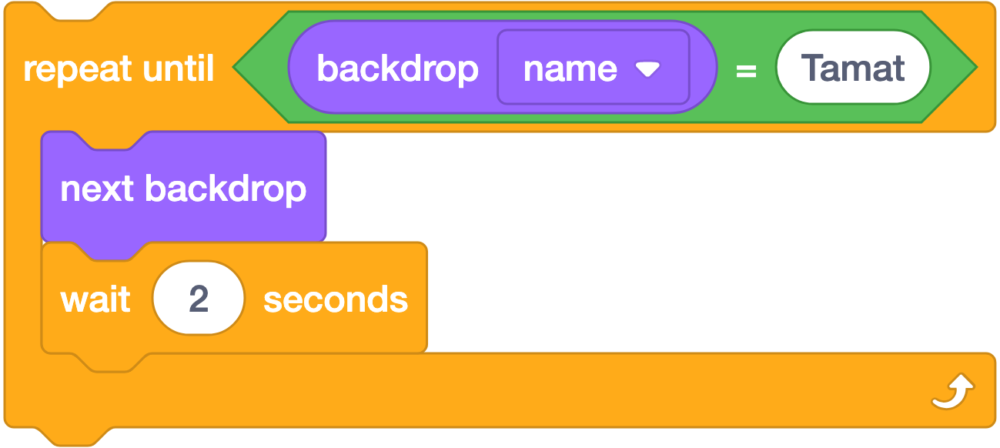 repeat until backdrop name = Tamat
next backdrop
wait 2 seconds